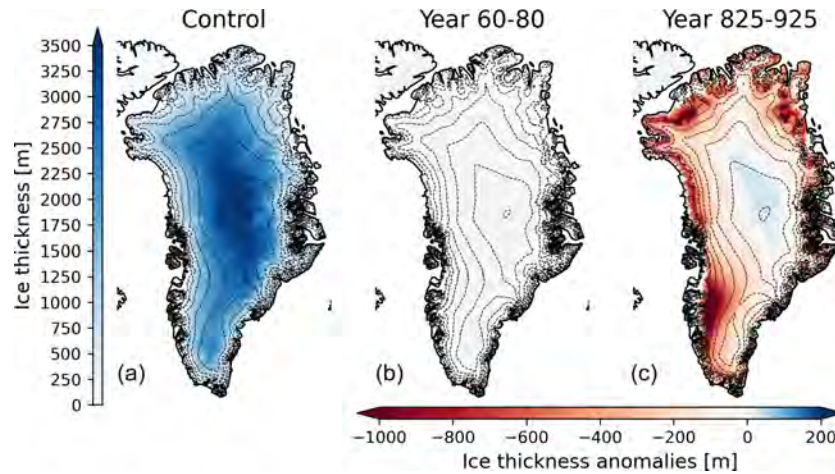 Control
Year 60-80
Year 825-925
Ice thickness [m]
3500
3250
3000
2750
2500
2250
2000
1750
1500
1250
1000
750
500
250
0
(a)
(b)
(c)
−1000
−800
−600
−400
−200
0
200
Ice thickness anomalies [m]